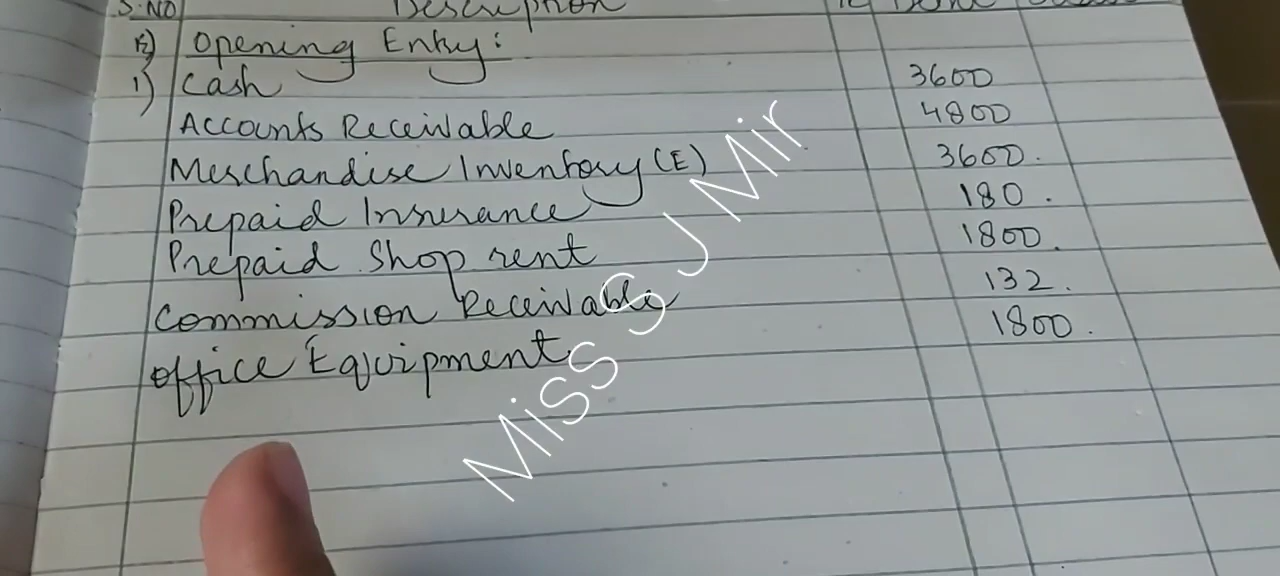 S.NO Description
E) Opening Entry:
1) Cash 3600
Accounts Receivable 4800
Merchandise Inventory (E) 3600.
Prepaid Insurance 180.
Prepaid Shop rent 1800.
Commission Receivable 132.
Office Equipment 1800.
Miss S J Mir